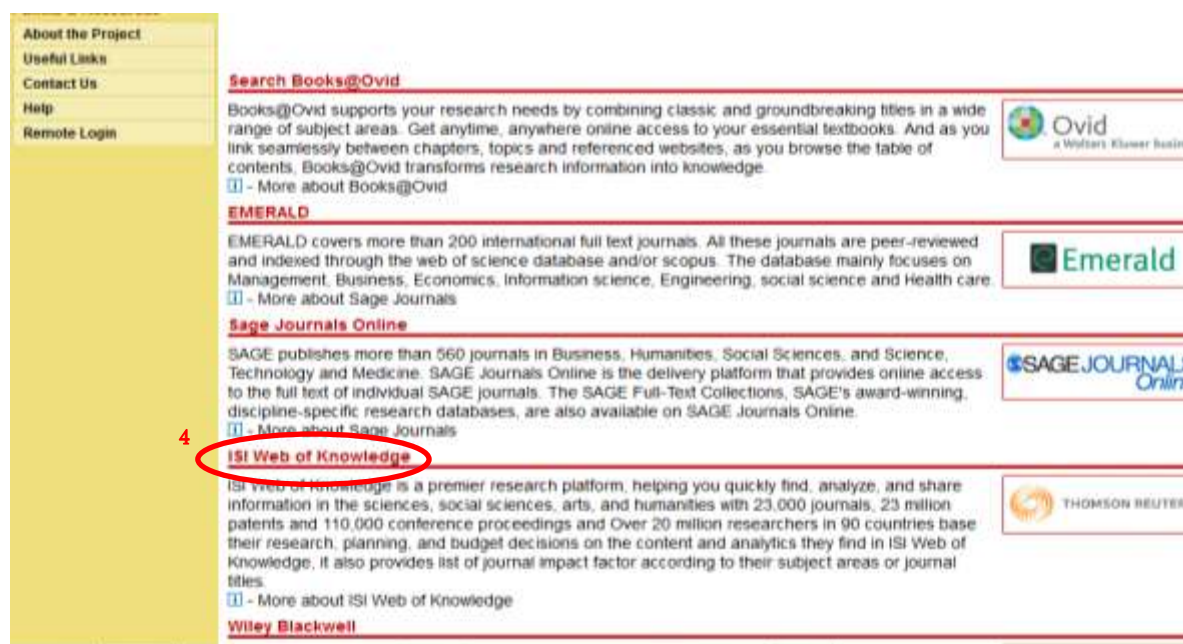 About the Project
Useful Links
Contact Us
Help
Remote Login
Search Books@Ovid
Books@Ovid supports your research needs by combining classic and groundbreaking titles in a wide
range of subject areas. Get anytime, anywhere online access to your essential textbooks. And as you
link seamlessly between chapters, topics and referenced websites, as you browse the table of
contents, Books@Ovid transforms research information into knowledge.
- More about Books@Ovid
Ovid
a Wolters Kluwer
EMERALD
EMERALD covers more than 200 international full text journals. All these journals are peer-reviewed
and indexed through the web of science database and/or scopus. The database mainly focuses on
Management, Business, Economics, Information science, Engineering, social science and Health care.
- More about Sage Journals
Emerald
Sage Journals Online
SAGE publishes more than 560 journals in Business, Humanities, Social Sciences, and Science,
Technology and Medicine. SAGE Journals Online is the delivery platform that provides online access
to the full text of individual SAGE journals. The SAGE Full-Text Collections, SAGE's award-winning,
discipline-specific research databases, are also available on SAGE Journals Online.
- More about Sage Journals
SAGE JOURNALS
Onlin
4
ISI Web of Knowledge
ISI Web of Knowledge is a premier research platform, helping you quickly find, analyze, and share
information in the sciences, social sciences, arts, and humanities with 23,000 journals, 23 million
patents and 110,000 conference proceedings and Over 20 million researchers in 90 countries base
their research, planning, and budget decisions on the content and analytics they find in ISI Web of
Knowledge, it also provides list of journal impact factor according to their subject areas or journal
titles.
- More about ISI Web of Knowledge
THOMSON REUTER
Wiley Blackwell